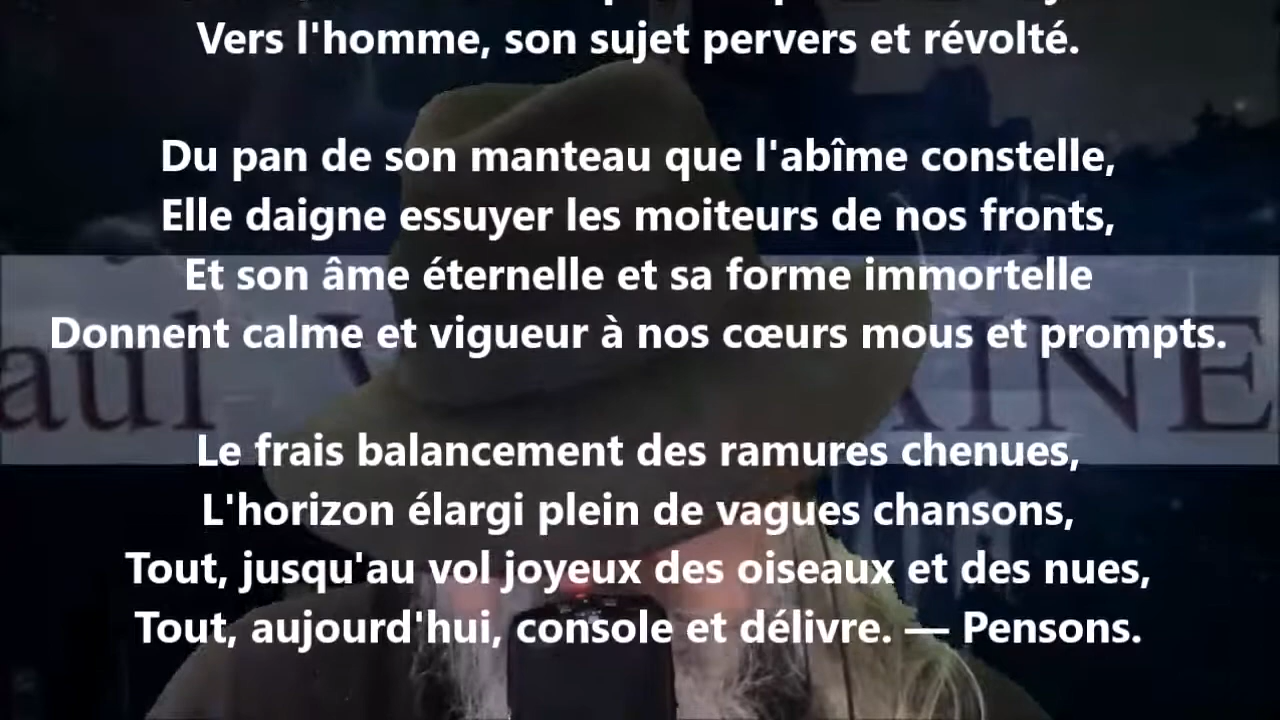 Vers l'homme, son sujet pervers et révolté.
Du pan de son manteau que l'abîme constelle,
Elle daigne essuyer les moiteurs de nos fronts,
Et son âme éternelle et sa forme immortelle
Donnent calme et vigueur à nos cœurs mous et prompts.
Le frais balancement des ramures chenues,
L'horizon élargi plein de vagues chansons,
Tout, jusqu'au vol joyeux des oiseaux et des nues,
Tout, aujourd'hui, console et délivre. — Pensons.